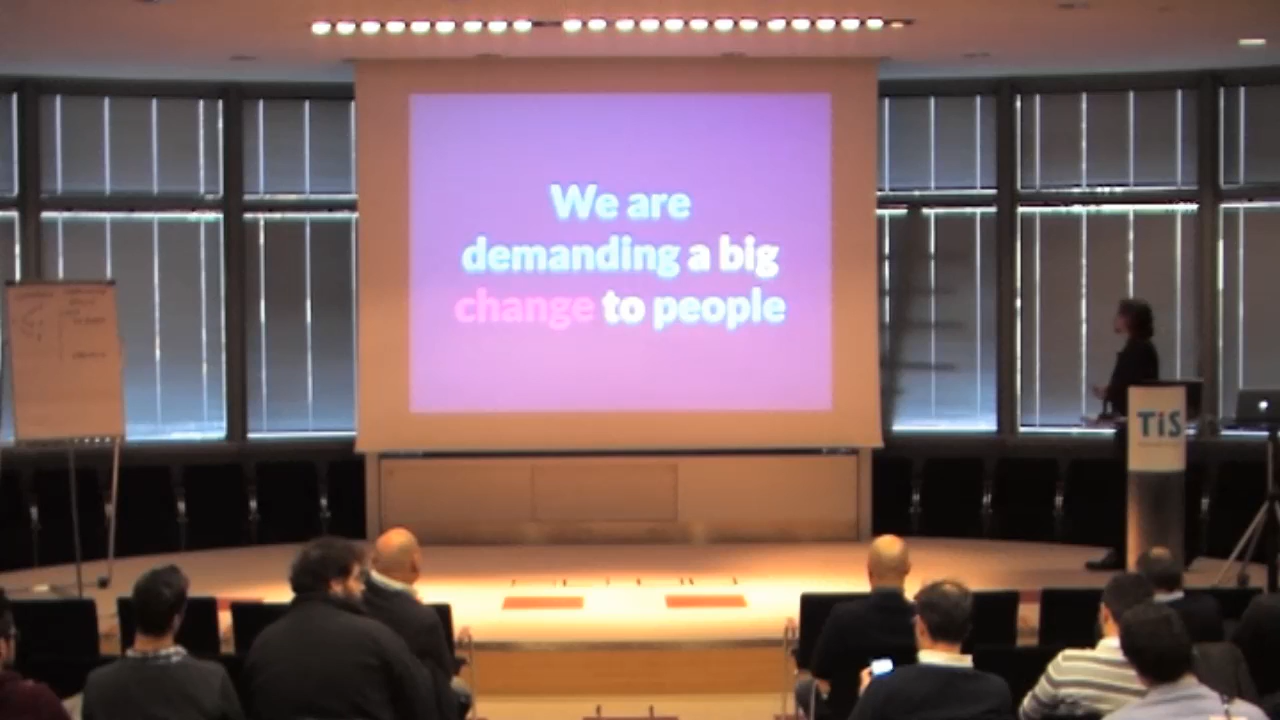 We are
demanding a big
change to people
TiS